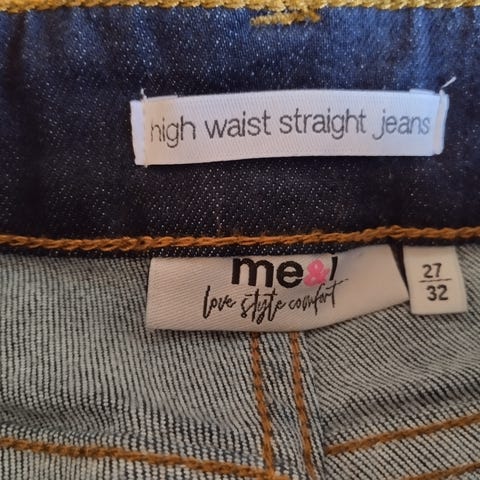 high waist straight jeans
me&i
love style comfort
27
32